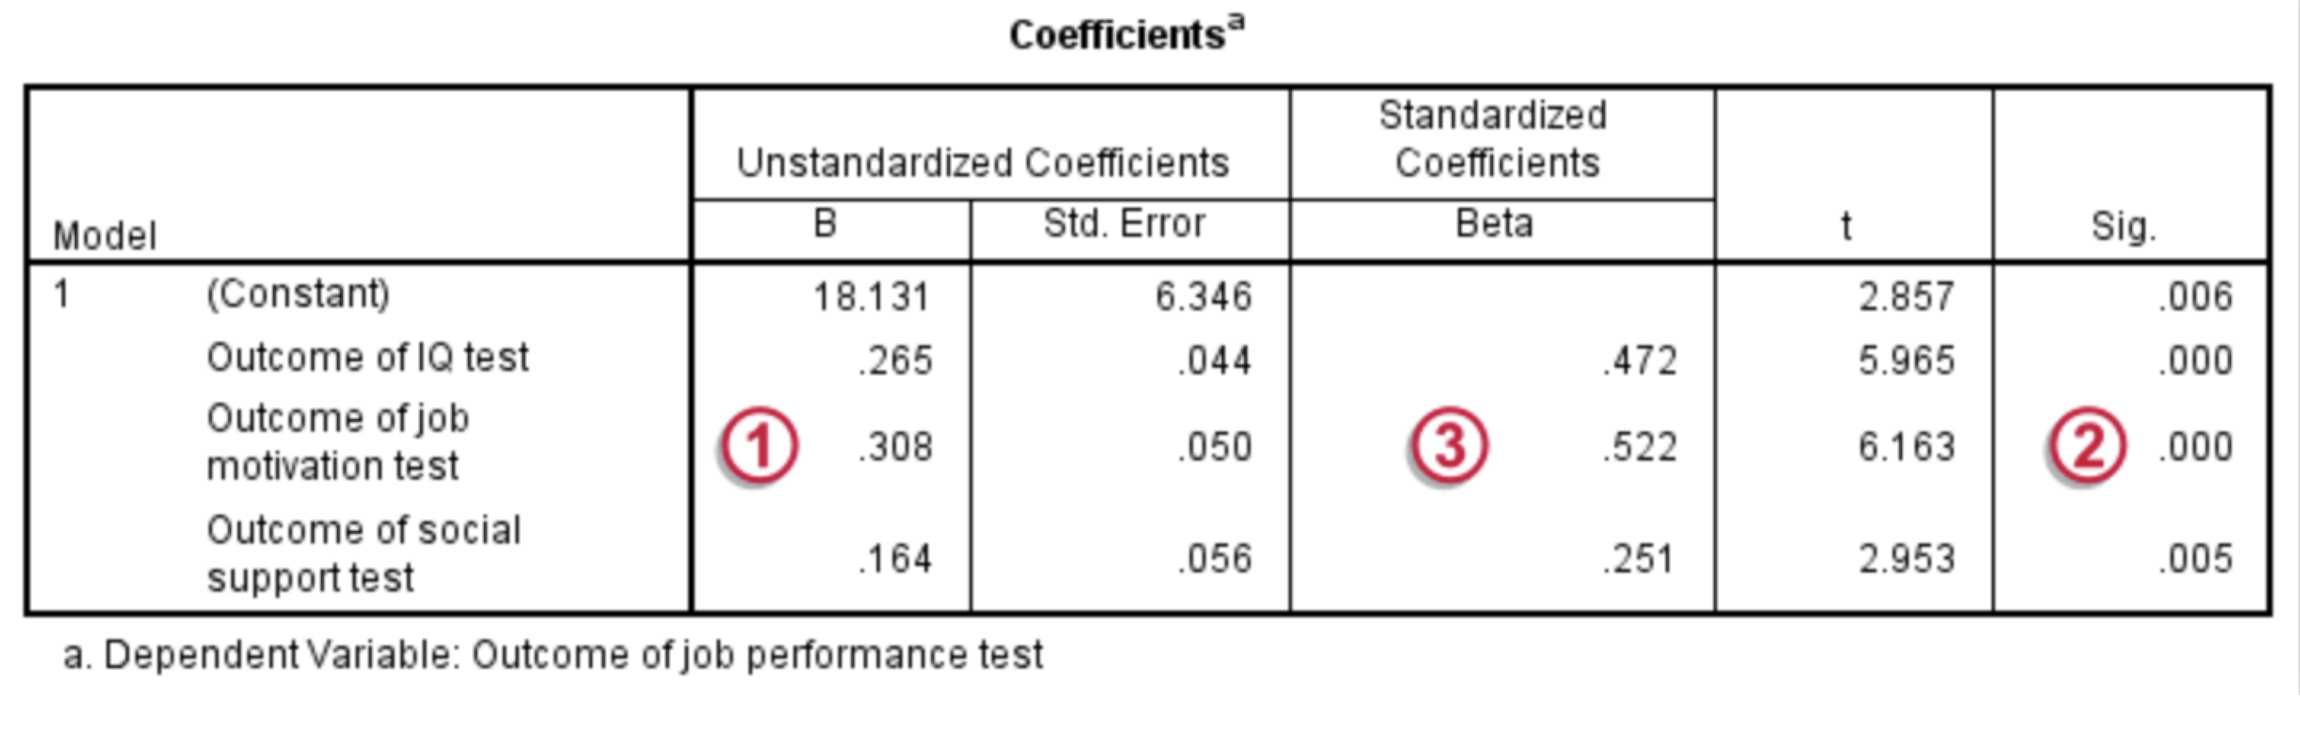 Coefficientsa
Standardized
Unstandardized Coefficients Coefficients
Model B Std. Error Beta t Sig.
1 (Constant) 18.131 6.346 2.857 .006
Outcome of IQ test .265 .044 .472 5.965 .000
Outcome of job
motivation test 1 .308 .050 3 .522 6.163 2 .000
Outcome of social
support test .164 .056 .251 2.953 .005
a. Dependent Variable: Outcome of job performance test